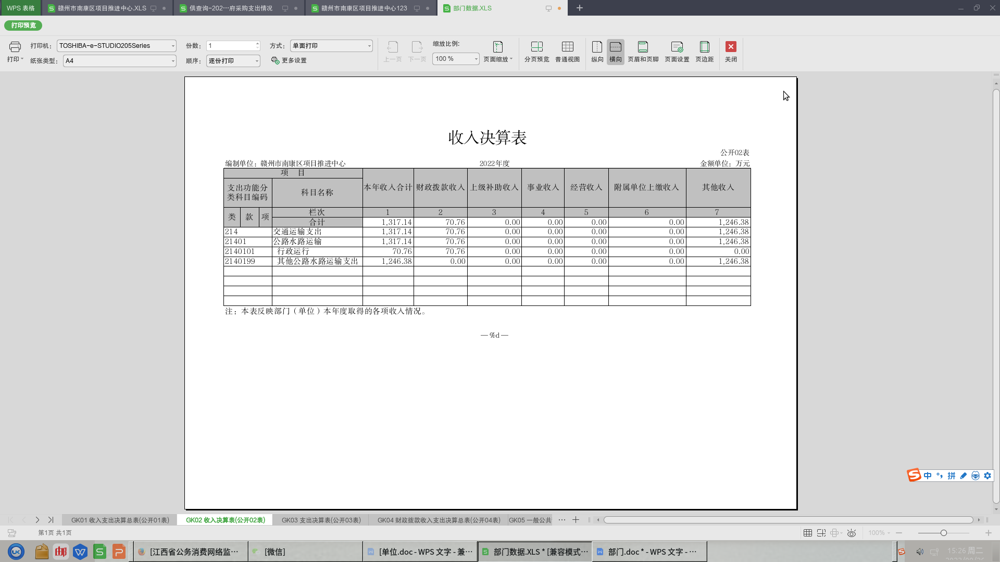 WPS 表格 赣州市南康区项目推进中心.XLS 供查询-202···府采购支出情况 赣州市南康区项目推进中心123 部门数据.XLS
打印预览
打印机: TOSHIBA-e-STUDIO205Series 份数: 1 方式: 单面打印 缩放比例:
打印 纸张类型: A4 顺序: 逐份打印 更多设置 上一页 下一页 100 % 页面缩放 分页预览 普通视图 纵向 横向 页眉和页脚 页面设置 页边距 关闭
收入决算表
公开02表
编制单位：赣州市南康区项目推进中心 2022年度 金额单位：万元
项 目 本年收入合计 财政拨款收入 上级补助收入 事业收入 经营收入 附属单位上缴收入 其他收入
支出功能分类科目编码 科目名称
类 款 项 栏次 1 2 3 4 5 6 7
合计 1,317.14 70.76 0.00 0.00 0.00 0.00 1,246.38
214 交通运输支出 1,317.14 70.76 0.00 0.00 0.00 0.00 1,246.38
21401 公路水路运输 1,317.14 70.76 0.00 0.00 0.00 0.00 1,246.38
2140101 行政运行 70.76 70.76 0.00 0.00 0.00 0.00 0.00
2140199 其他公路水路运输支出 1,246.38 0.00 0.00 0.00 0.00 0.00 1,246.38
注：本表反映部门（单位）本年度取得的各项收入情况。
— %d —
中 拼
GK01 收入支出决算总表(公开01表) GK02 收入决算表(公开02表) GK03 支出决算表(公开03表) GK04 财政拨款收入支出决算总表(公开04表) GK05 一般公共 ···
第1页 共1页 100%
[江西省公务消费网络监··· [微信] [单位.doc - WPS 文字 - 兼··· 部门数据.XLS * [兼容模式··· 部门.doc * - WPS 文字 - ··· 15:26 周二